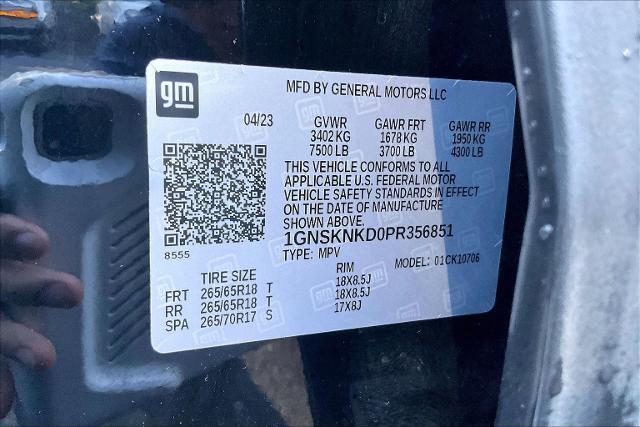 gm
MFD BY GENERAL MOTORS LLC
04/23 GVWR GAWR FRT GAWR RR
3402 KG 1678 KG 1950 KG
7500 LB 3700 LB 4300 LB
THIS VEHICLE CONFORMS TO ALL
APPLICABLE U.S. FEDERAL MOTOR
VEHICLE SAFETY STANDARDS IN EFFECT
ON THE DATE OF MANUFACTURE
SHOWN ABOVE.
1GNSKNKD0PR356851
8555
TYPE: MPV MODEL: 01CK10706
TIRE SIZE RIM
FRT 265/65R18 T 18X8.5J
RR 265/65R18 T 18X8.5J
SPA 265/70R17 S 17X8J